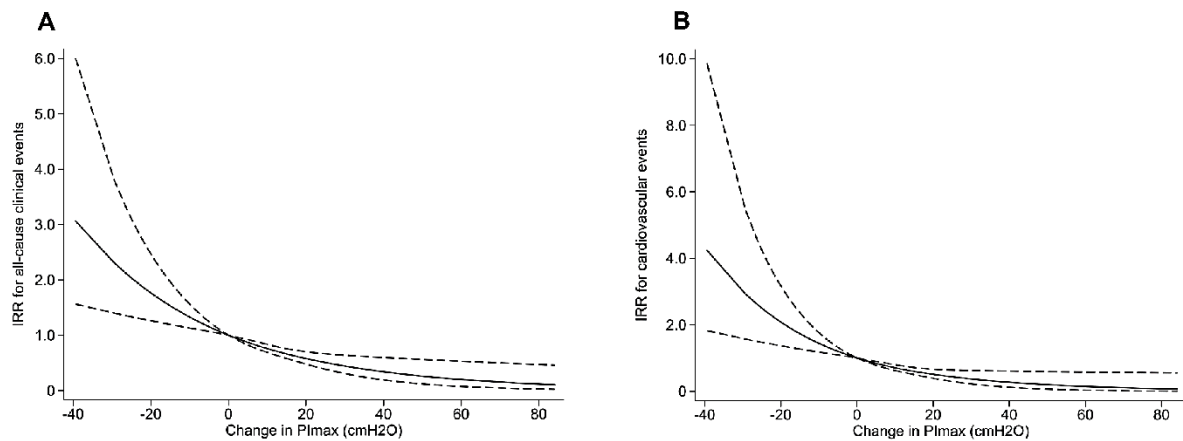 A
IRR for all-cause clinical events
6.0
5.0
4.0
3.0
2.0
1.0
0
-40 -20 0 20 40 60 80
Change in PImax (cmH2O)
B
IRR for cardiovascular events
10.0
8.0
6.0
4.0
2.0
0
-40 -20 0 20 40 60 80
Change in PImax (cmH2O)